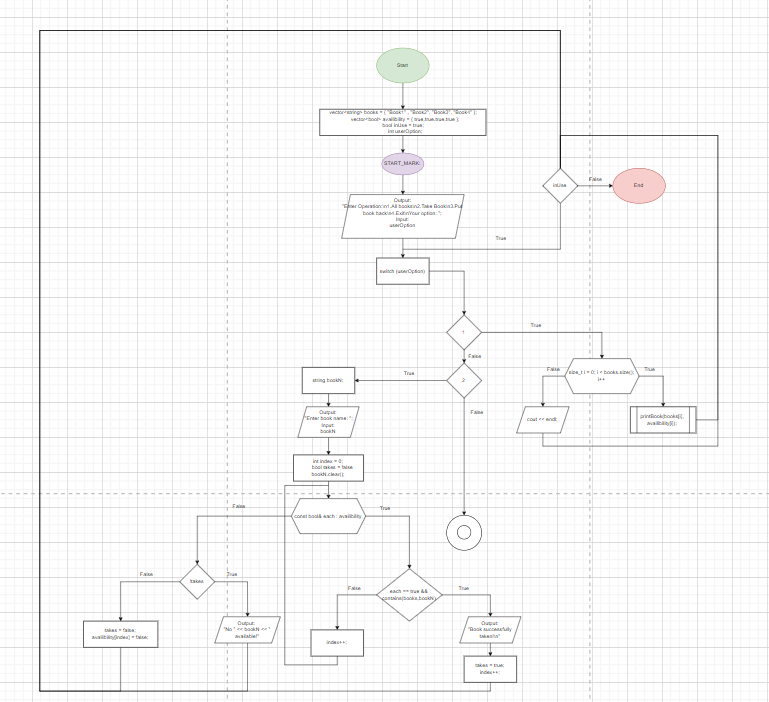 Start
vector<string> books = { "Book1" , "Book2", "Book3", "Book4" };
vector<bool> availibility = { true,true,true,true };
bool inUse = true;
int userOption;
START_MARK:
Output:
"Enter Operation:\n1.All books\n2.Take Book\n3.Put
book back\n4.Exit\nYour option: ";
Input:
userOption
inUse
False
End
True
switch (userOption)
1
True
False
2
True
False
string bookN;
Output:
"Enter book name: ";
Input:
bookN
size_t i = 0; i < books.size();
i++
False
True
cout << endl;
printBook(books[i],
availibility[i]);
int index = 0;
bool takes = false;
bookN.clear();
const bool& each : availibility
False
True
!takes
False
True
each == true &&
contains(books,bookN)
False
True
takes = false;
availibility[index] = false;
Output:
"No " << bookN << "
available!"
index++;
Output:
"Book successfully
taken!\n"
takes = true;
index++;